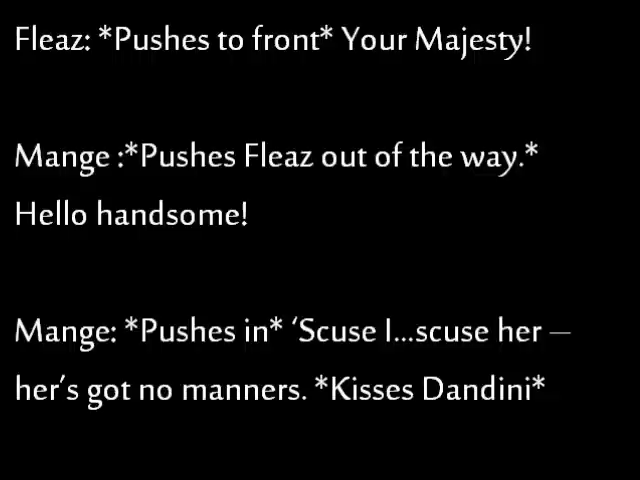 Fleaz: *Pushes to front* Your Majesty!
Mange :*Pushes Fleaz out of the way.*
Hello handsome!
Mange: *Pushes in* ‘Scuse I...scuse her –
her’s got no manners. *Kisses Dandini*